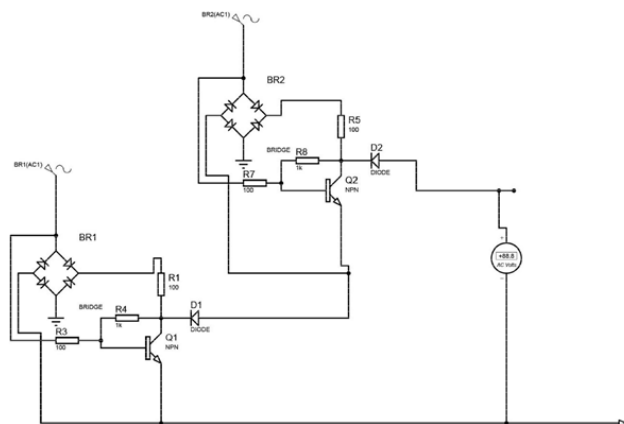 BR2(AC1)
BR2
R5
100
BRIDGE
R8
1k
D2
DIODE
R7
100
Q2
NPN
BR1(AC1)
BR1
R1
100
BRIDGE
R4
1k
D1
DIODE
R3
100
Q1
NPN
+
+88.8
AC Volts
-